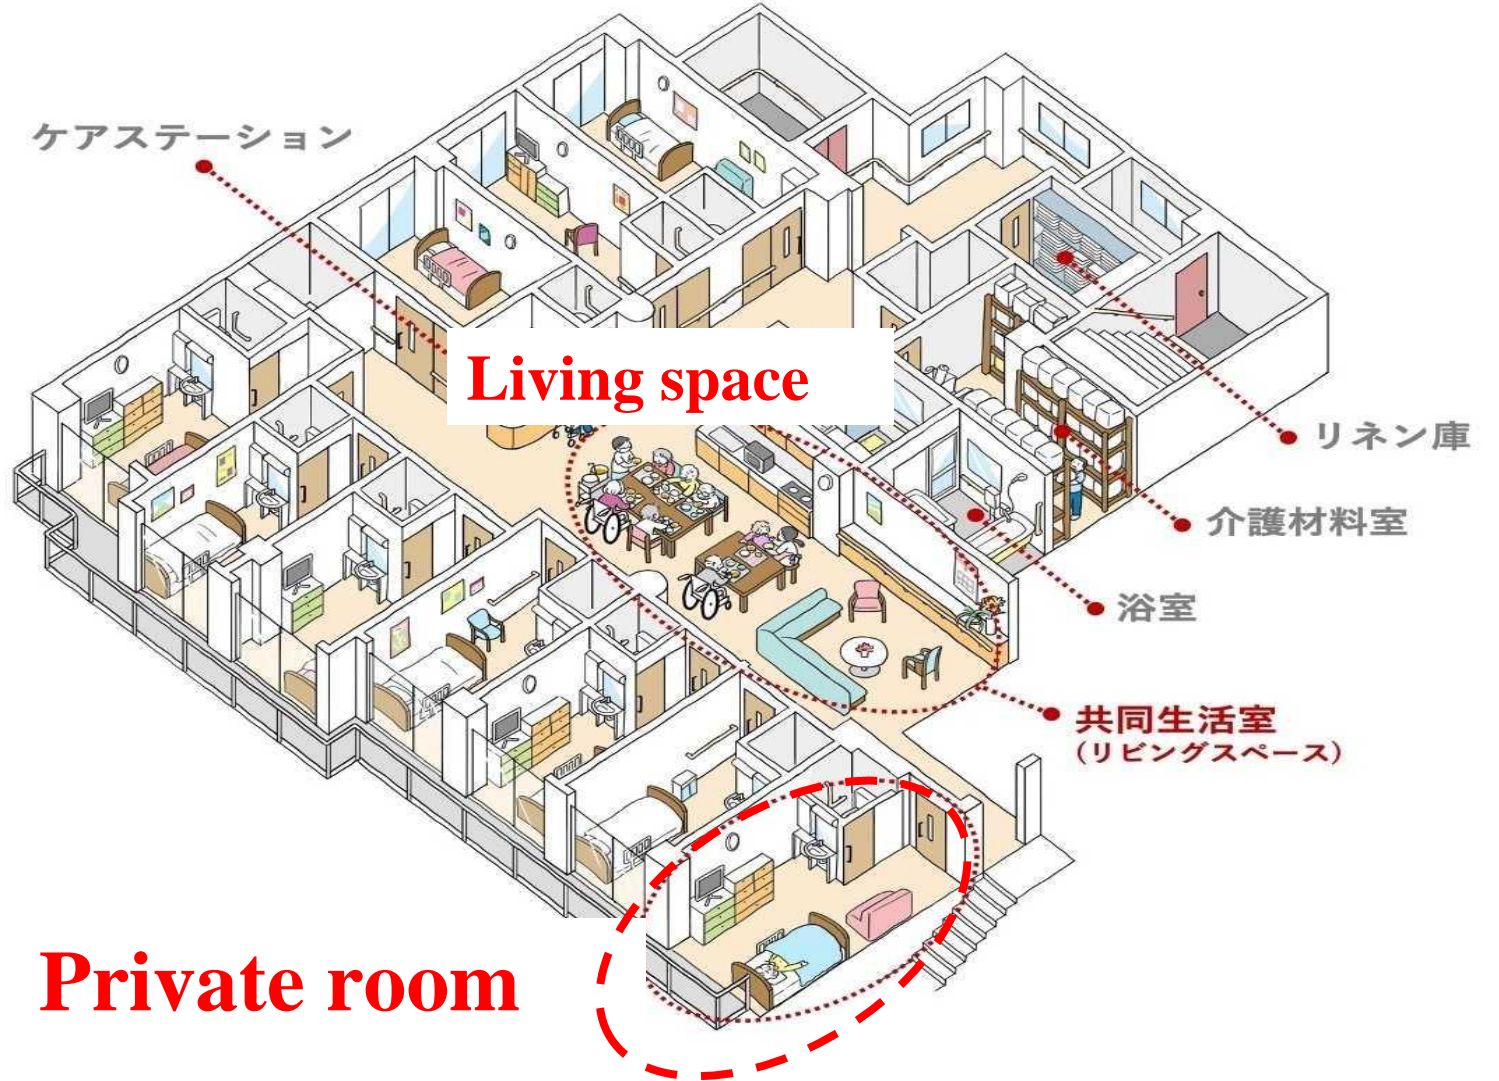 ケアステーション
Living space
リネン庫
介護材料室
浴室
共同生活室
(リビングスペース)
Private room